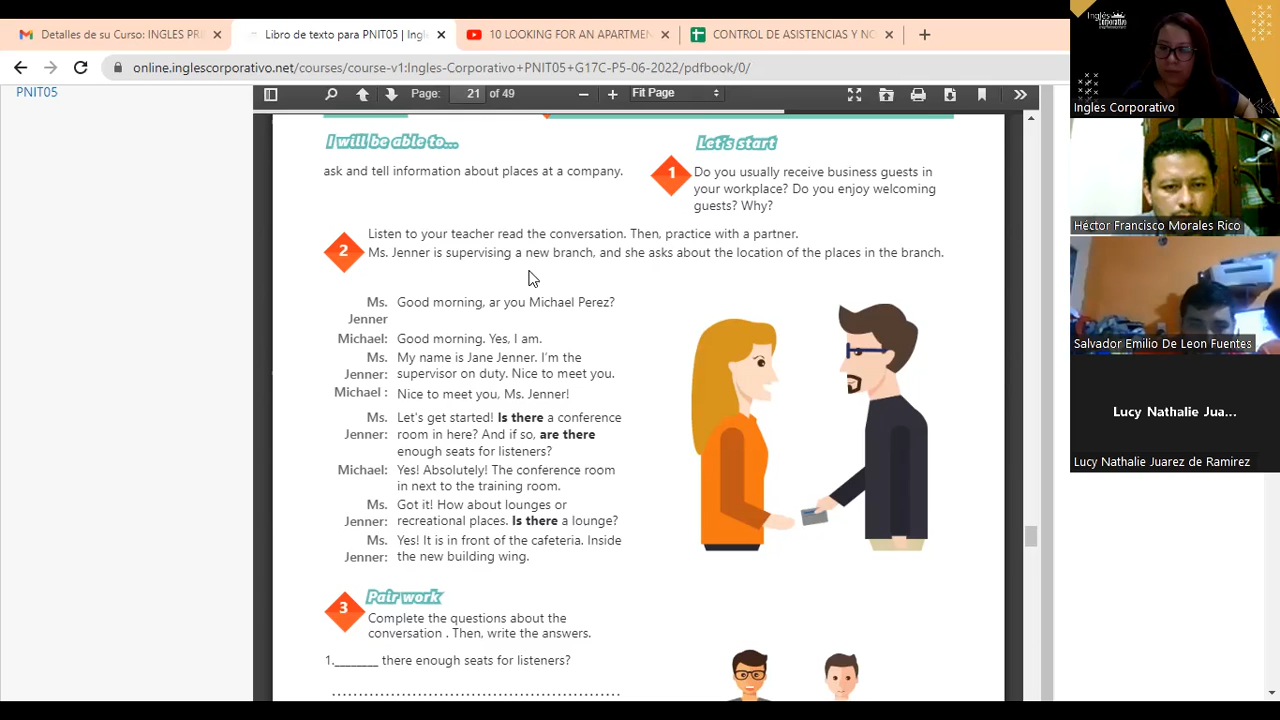 Detalles de su Curso: INGLES PRI
Libro de texto para PNIT05 | Ingl
10 LOOKING FOR AN APARTMEN
CONTROL DE ASISTENCIAS Y NO
online.inglescorporativo.net/courses/course-v1:Ingles-Corporativo+PNIT05+G17C-P5-06-2022/pdfbook/0/
PNIT05
Page: 21 of 49
Fit Page
I will be able to...
ask and tell information about places at a company.
Let's start
1
Do you usually receive business guests in
your workplace? Do you enjoy welcoming
guests? Why?
2
Listen to your teacher read the conversation. Then, practice with a partner.
Ms. Jenner is supervising a new branch, and she asks about the location of the places in the branch.
Ms. Good morning, ar you Michael Perez?
Jenner
Michael: Good morning. Yes, I am.
Ms. My name is Jane Jenner. I'm the
Jenner: supervisor on duty. Nice to meet you.
Michael : Nice to meet you, Ms. Jenner!
Ms. Let's get started! Is there a conference
Jenner: room in here? And if so, are there
enough seats for listeners?
Michael: Yes! Absolutely! The conference room
in next to the training room.
Ms. Got it! How about lounges or
Jenner: recreational places. Is there a lounge?
Ms. Yes! It is in front of the cafeteria. Inside
Jenner: the new building wing.
3
Pair work
Complete the questions about the
conversation . Then, write the answers.
1.________ there enough seats for listeners?
Inglés
Corporativo
Ingles Corporativo
Héctor Francisco Morales Rico
Salvador Emilio De Leon Fuentes
Lucy Nathalie Jua...
Lucy Nathalie Juarez de Ramirez